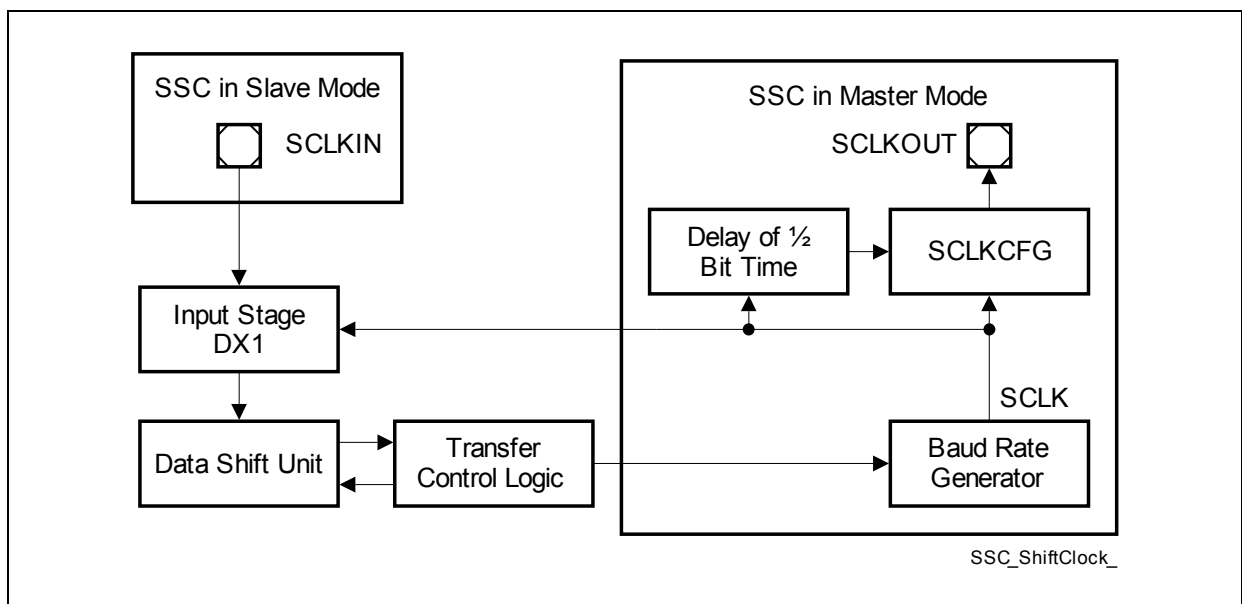 SSC in Slave Mode
SCLKIN
SSC in Master Mode
SCLKOUT
Delay of ½
Bit Time
SCLKCFG
Input Stage
DX1
SCLK
Data Shift Unit
Transfer
Control Logic
Baud Rate
Generator
SSC_ShiftClock_